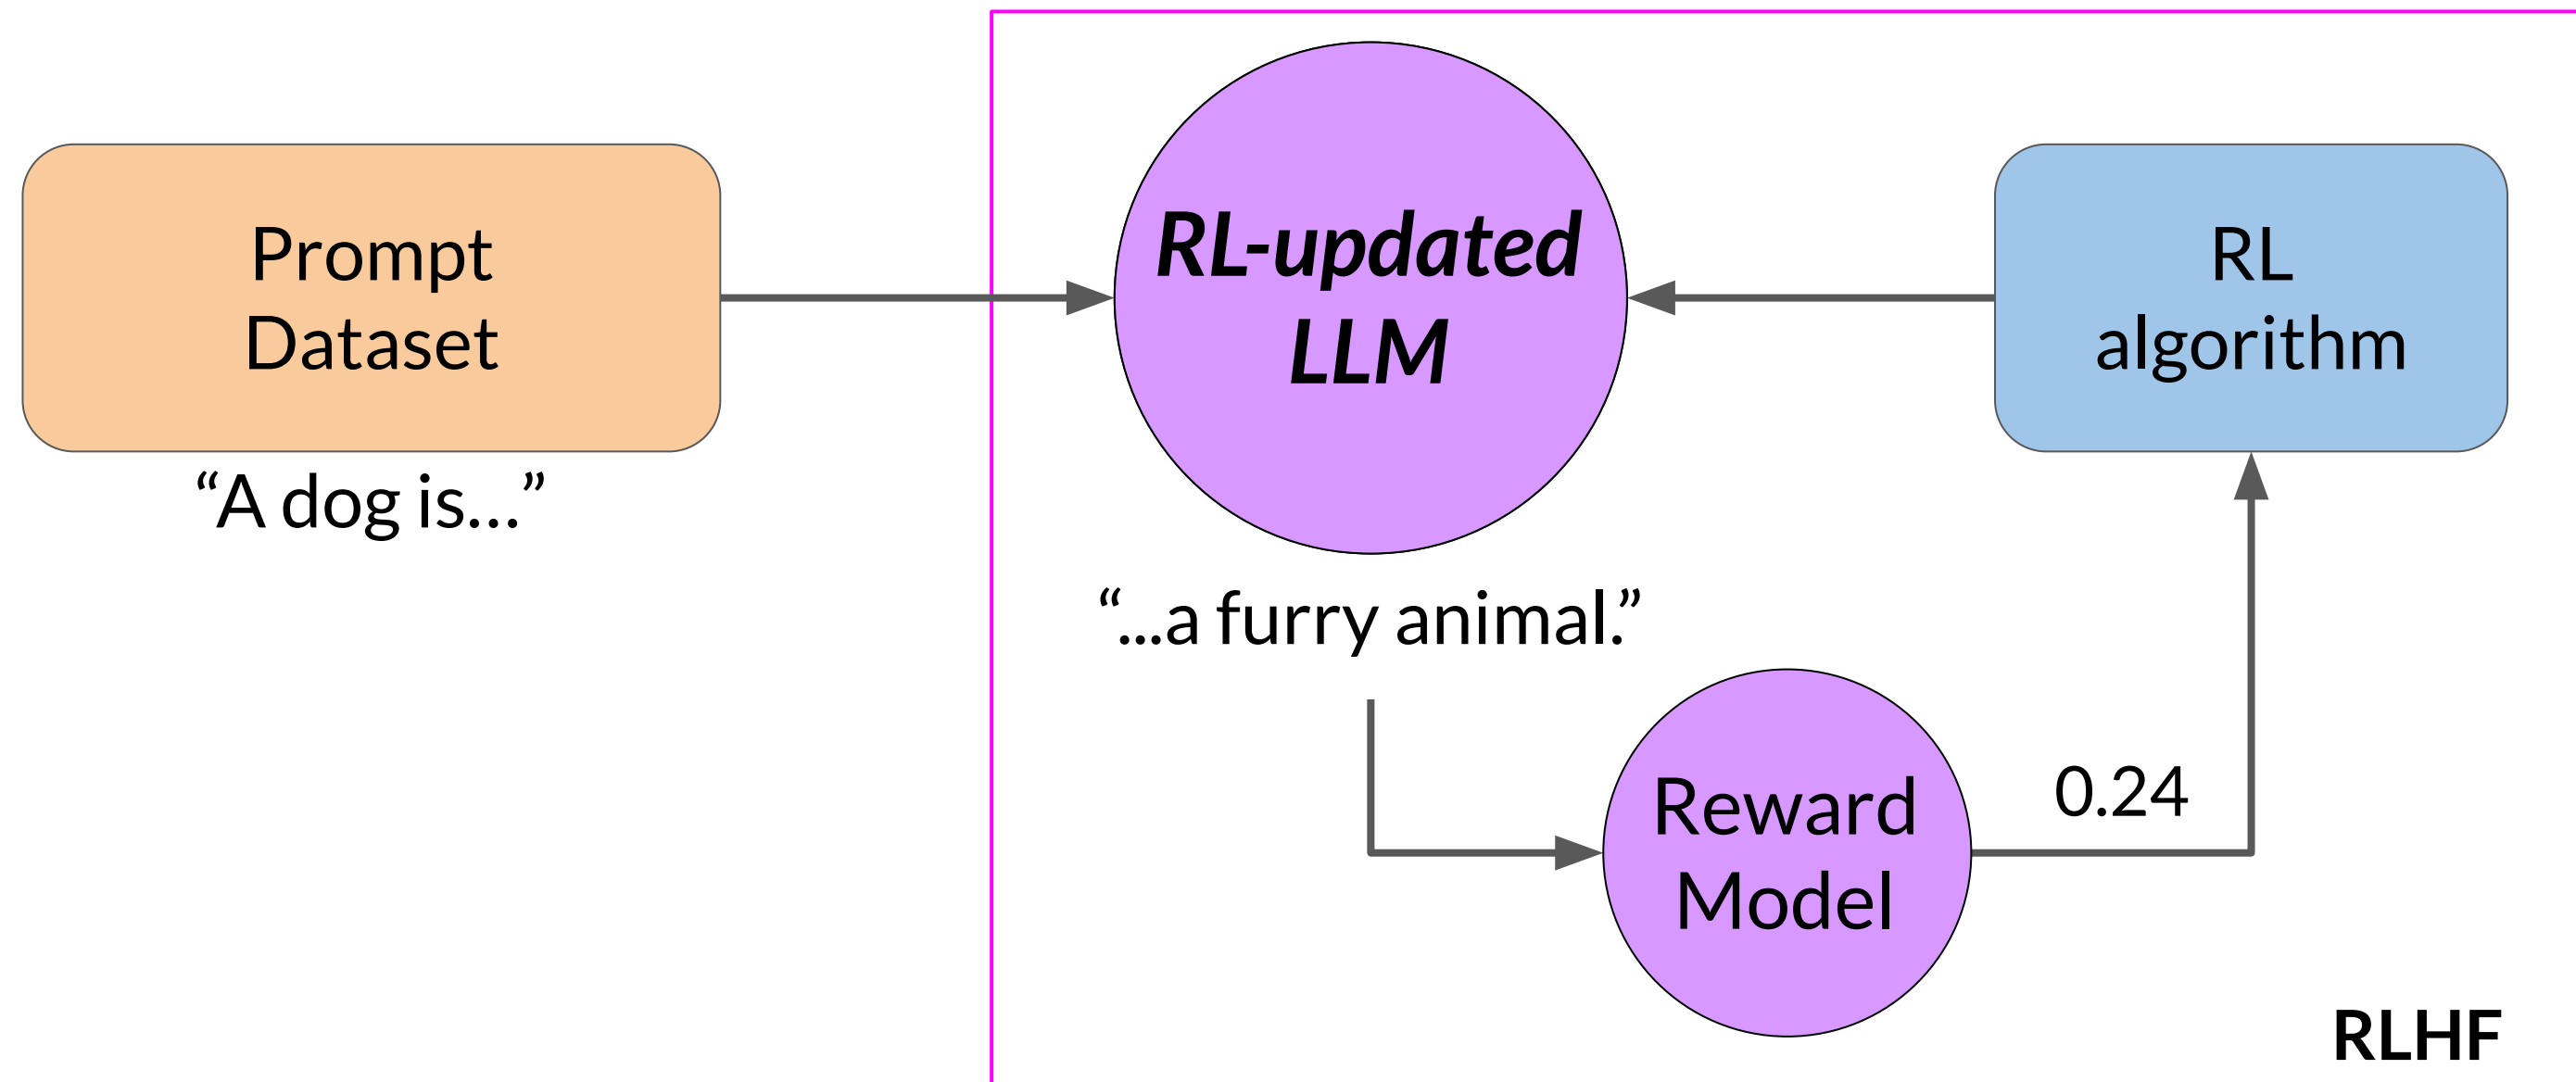 Prompt
Dataset
“A dog is…”
RL-updated
LLM
“...a furry animal.”
RL
algorithm
Reward
Model
0.24
RLHF